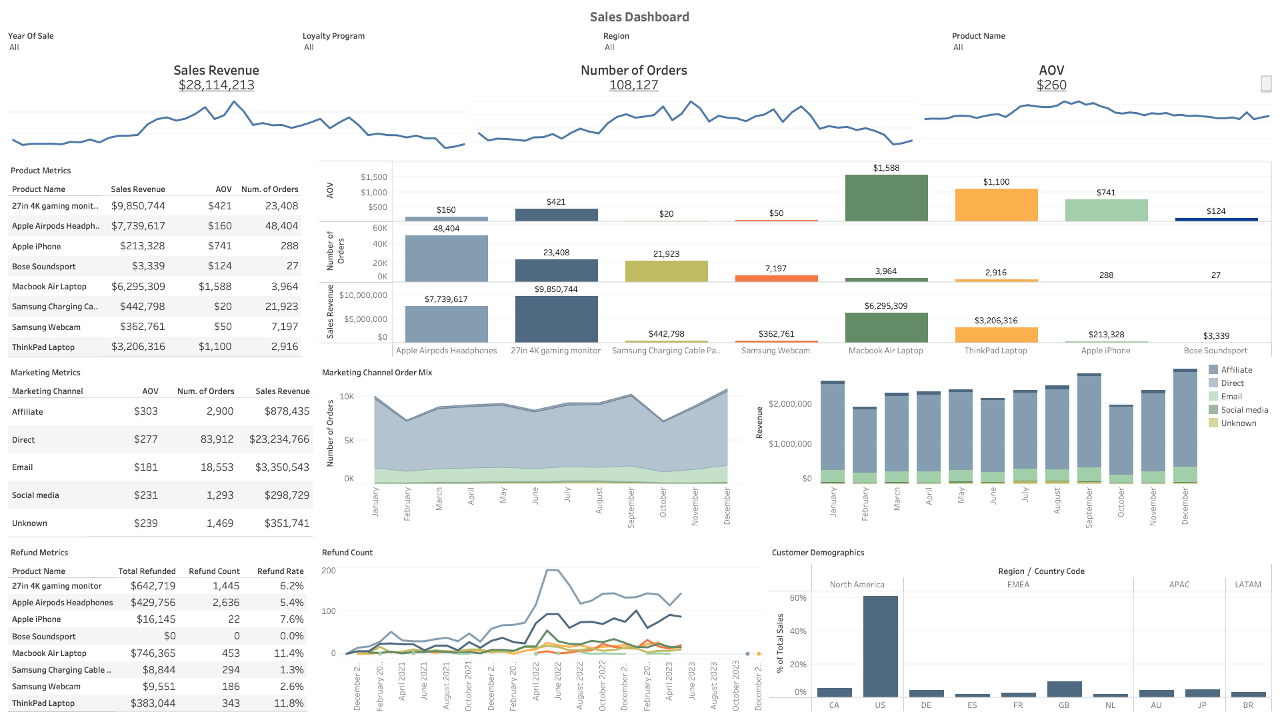 Sales Dashboard
Year Of Sale Loyalty Program Region Product Name
All All All All
Sales Revenue Number of Orders AOV
$28,114,213 108,127 $260
Product Metrics
Product Name Sales Revenue AOV Num. of Orders
27in 4K gaming monit.. $9,850,744 $421 23,408
Apple Airpods Headph.. $7,739,617 $160 48,404
Apple iPhone $213,328 $741 288
Bose Soundsport $3,339 $124 27
Macbook Air Laptop $6,295,309 $1,588 3,964
Samsung Charging Ca.. $442,798 $20 21,923
Samsung Webcam $362,761 $50 7,197
ThinkPad Laptop $3,206,316 $1,100 2,916
AOV
$1,500
$1,000
$500
$160 $421 $20 $50 $1,588 $1,100 $741 $124
Number of
Orders
60K
40K
20K
0K
48,404 23,408 21,923 7,197 3,964 2,916 288 27
Sales Revenue
$10,000,000
$5,000,000
$0
$7,739,617 $9,850,744 $442,798 $362,761 $6,295,309 $3,206,316 $213,328 $3,339
Apple Airpods Headphones 27in 4K gaming monitor Samsung Charging Cable Pa.. Samsung Webcam Macbook Air Laptop ThinkPad Laptop Apple iPhone Bose Soundsport
Marketing Metrics
Marketing Channel AOV Num. of Orders Sales Revenue
Affiliate $303 2,900 $878,435
Direct $277 83,912 $23,234,766
Email $181 18,553 $3,350,543
Social media $231 1,293 $298,729
Unknown $239 1,469 $351,741
Marketing Channel Order Mix
Number of Orders
10K
5K
0K
January February March April May June July August September October November December
Revenue
$2,000,000
$1,000,000
$0
January February March April May June July August September October November December
Affiliate
Direct
Email
Social media
Unknown
Refund Metrics
Product Name Total Refunded Refund Count Refund Rate
27in 4K gaming monitor $642,719 1,445 6.2%
Apple Airpods Headphones $429,756 2,636 5.4%
Apple iPhone $16,145 22 7.6%
Bose Soundsport $0 0 0.0%
Macbook Air Laptop $746,365 453 11.4%
Samsung Charging Cable .. $8,844 294 1.3%
Samsung Webcam $9,551 186 2.6%
ThinkPad Laptop $383,044 343 11.8%
Refund Count
200
100
0
December 2.. February 20.. April 2021 June 2021 August 2021 October 2021 December 2.. February 20.. April 2022 June 2022 August 2022 October 2022 December 2.. February 20.. April 2023 June 2023 August 2023 October 2023 December 2..
Customer Demographics
Region / Country Code
North America EMEA APAC LATAM
% of Total Sales
60%
40%
20%
0%
CA US DE ES FR GB NL AU JP BR